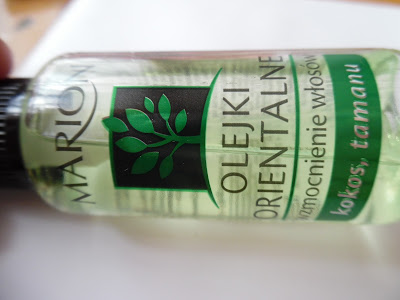 MARION
OLEJKI
ORIENTALNE
wzmocnienie włosów
kokos, tamanu